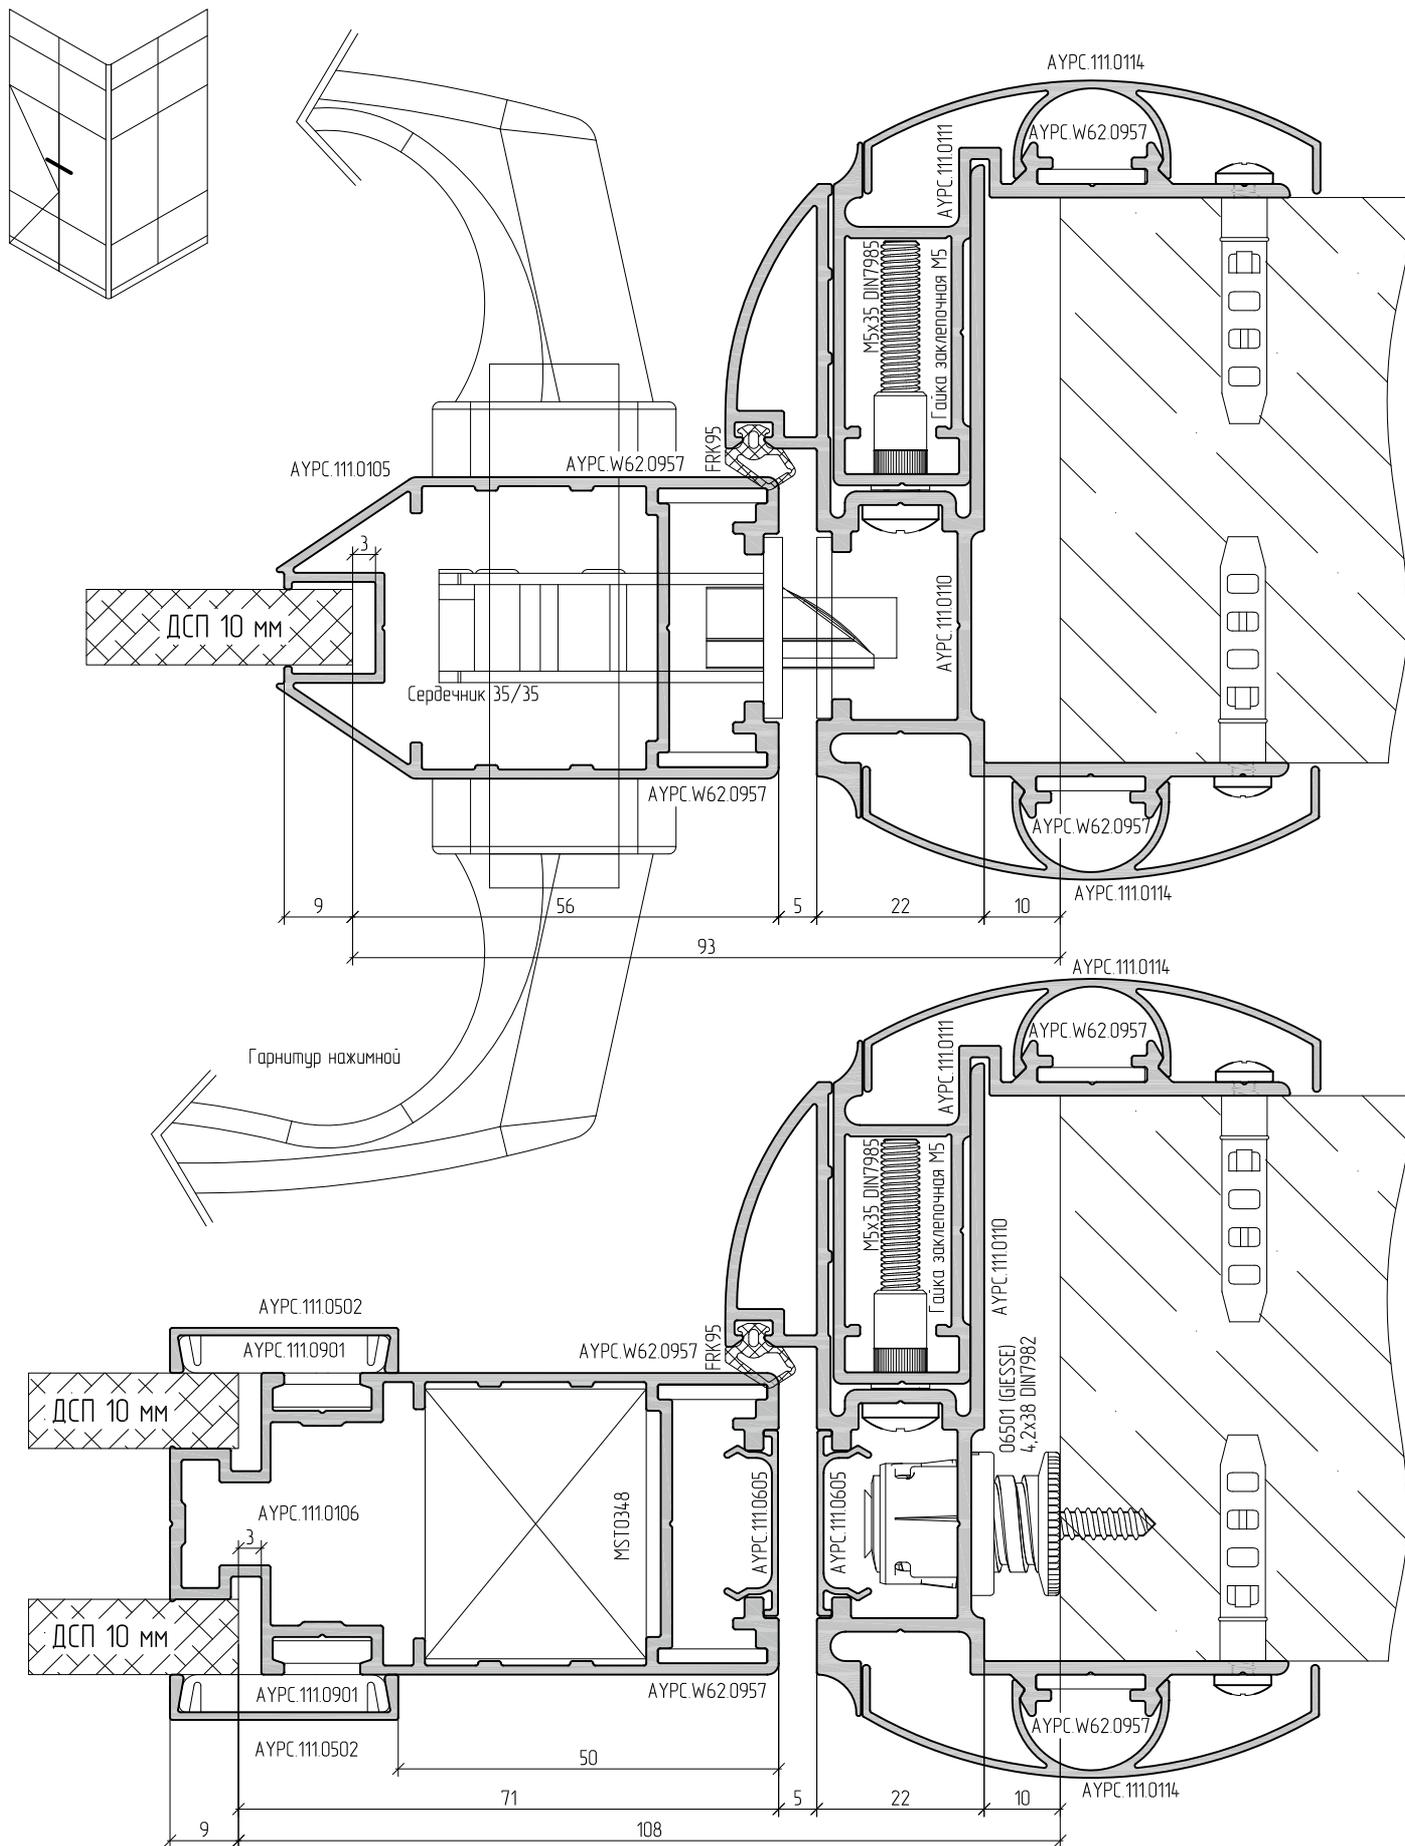 AYPC.111.0114
AYPC.W62.0957
AYPC.111.0111
M5x35 DIN7985
Гайка заклепочная М5
FRK95
AYPC.111.0105
AYPC.W62.0957
3
ДСП 10 мм
AYPC.111.0110
Сердечник 35/35
AYPC.W62.0957
AYPC.W62.0957
AYPC.111.0114
9
56
5
22
10
93
AYPC.111.0114
AYPC.W62.0957
AYPC.111.0111
Гарнитур нажимной
M5x35 DIN7985
Гайка заклепочная М5
AYPC.111.0110
AYPC.111.0502
AYPC.111.0901
AYPC.W62.0957
FRK95
06501 (GIESSE)
4,2x38 DIN7982
ДСП 10 мм
AYPC.111.0106
MST0348
AYPC.111.0605
AYPC.111.0605
3
ДСП 10 мм
AYPC.111.0901
AYPC.W62.0957
AYPC.W62.0957
AYPC.111.0502
50
AYPC.111.0114
71
5
22
10
9
108